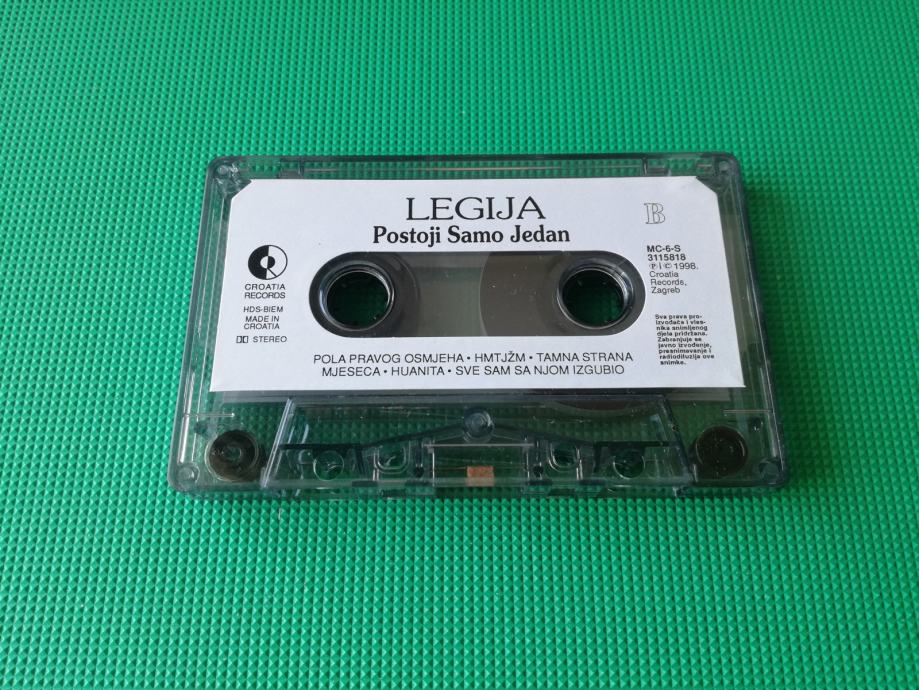 LEGIJA
Postoji Samo Jedan
B
CROATIA
RECORDS
HDS-BIEM
MADE IN
CROATIA
STEREO
MC-6-S
3115818
℗ i © 1998.
Croatia
Records,
Zagreb
Sva prava pro-
izvođača i vlas-
nika snimljenog
djela pridržana.
Zabranjuje se
javno izvođenje,
presnimavanje i
radiodifuzija ove
snimke.
POLA PRAVOG OSMJEHA • HMTJŽM • TAMNA STRANA
MJESECA • HUANITA • SVE SAM SA NJOM IZGUBIO